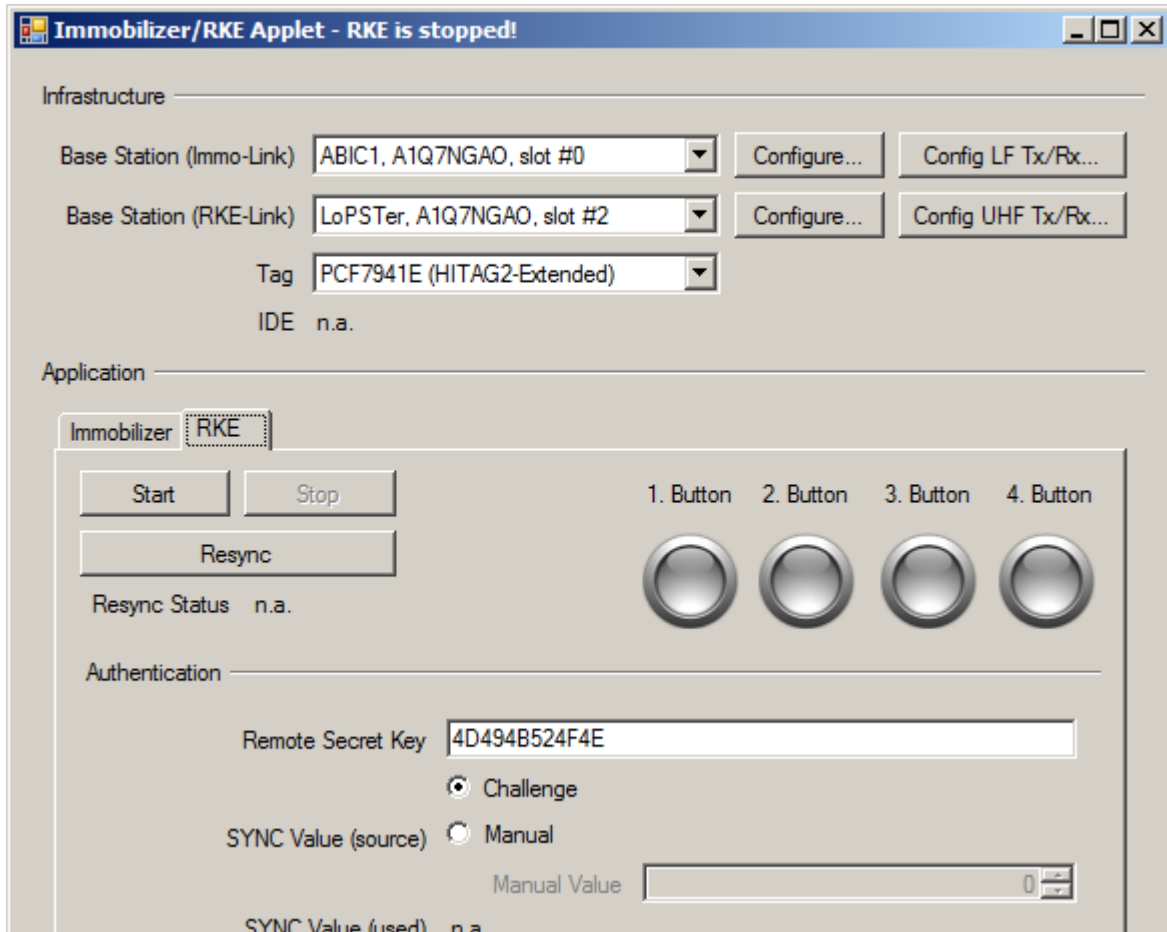 Immobilizer/RKE Applet - RKE is stopped!
Infrastructure
Base Station (Immo-Link) ABIC1, A1Q7NGAO, slot #0 Configure... Config LF Tx/Rx...
Base Station (RKE-Link) LoPSTer, A1Q7NGAO, slot #2 Configure... Config UHF Tx/Rx...
Tag PCF7941E (HITAG2-Extended)
IDE n.a.
Application
Immobilizer RKE
Start Stop 1. Button 2. Button 3. Button 4. Button
Resync
Resync Status n.a.
Authentication
Remote Secret Key 4D494B524F4E
Challenge
SYNC Value (source) Manual
Manual Value 0
SYNC Value (used) n.a.